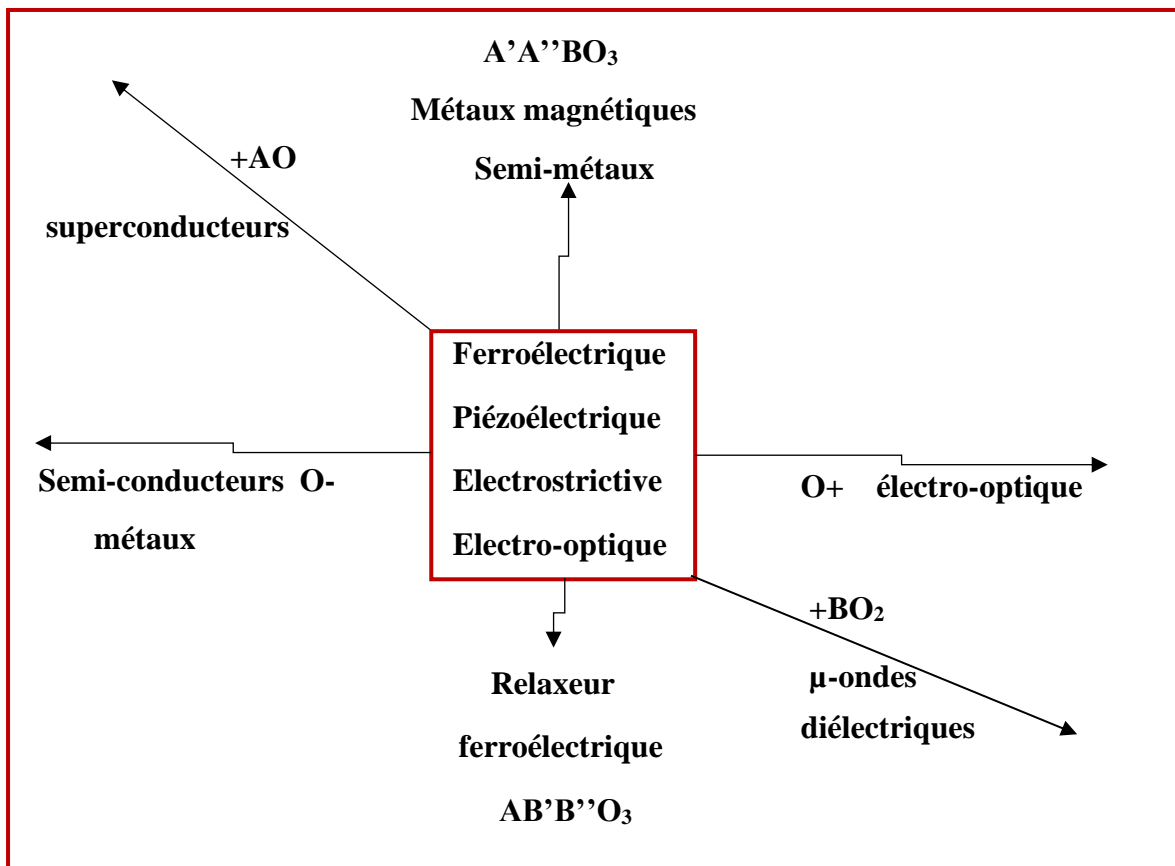 A’A’’BO₃
Métaux magnétiques
Semi-métaux
+AO
superconducteurs
Ferroélectrique
Piézoélectrique
Electrostrictive
Electro-optique
Semi-conducteurs O-
métaux
O+ électro-optique
+BO₂
µ-ondes
diélectriques
Relaxeur
ferroélectrique
AB’B’’O₃